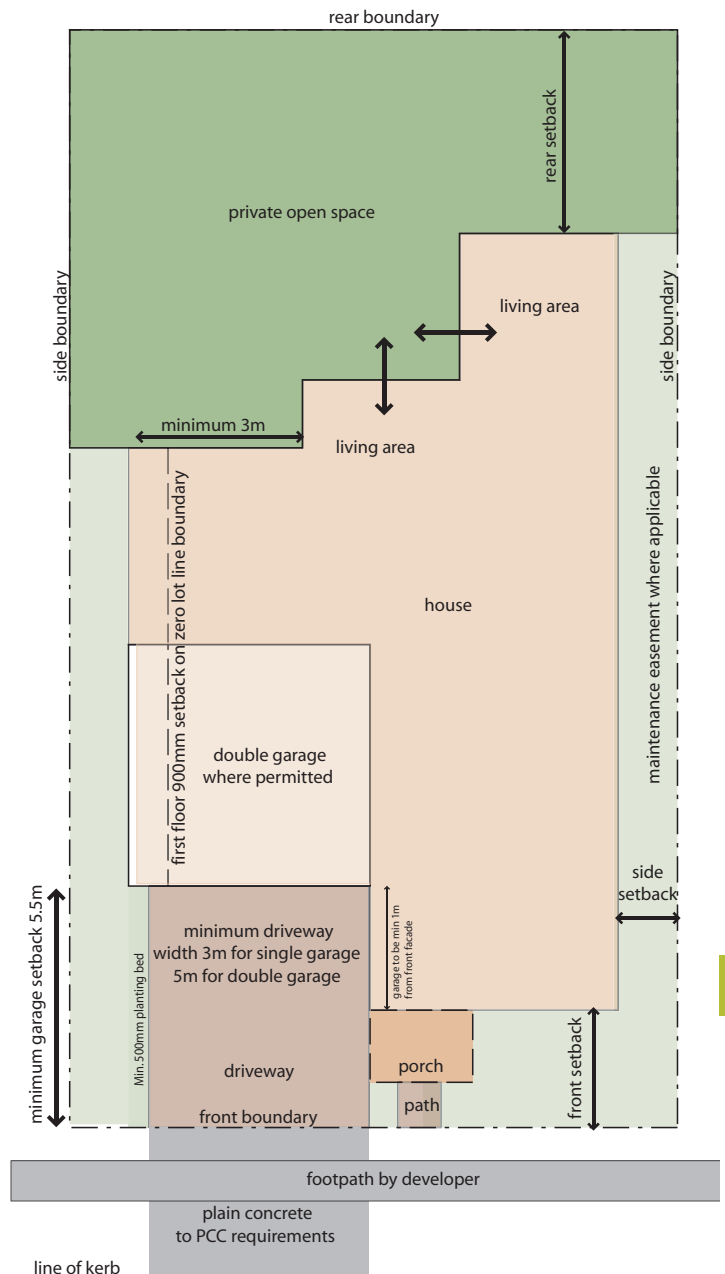 rear boundary
rear setback
private open space
side boundary
side boundary
living area
minimum 3m
living area
first floor 900mm setback on zero lot line boundary
maintenance easement where applicable
house
double garage
where permitted
side
setback
minimum garage setback 5.5m
Min. 500mm planting bed
minimum driveway
width 3m for single garage
5m for double garage
garage to be min 1m
from front facade
driveway
porch
front setback
path
front boundary
footpath by developer
plain concrete
to PCC requirements
line of kerb